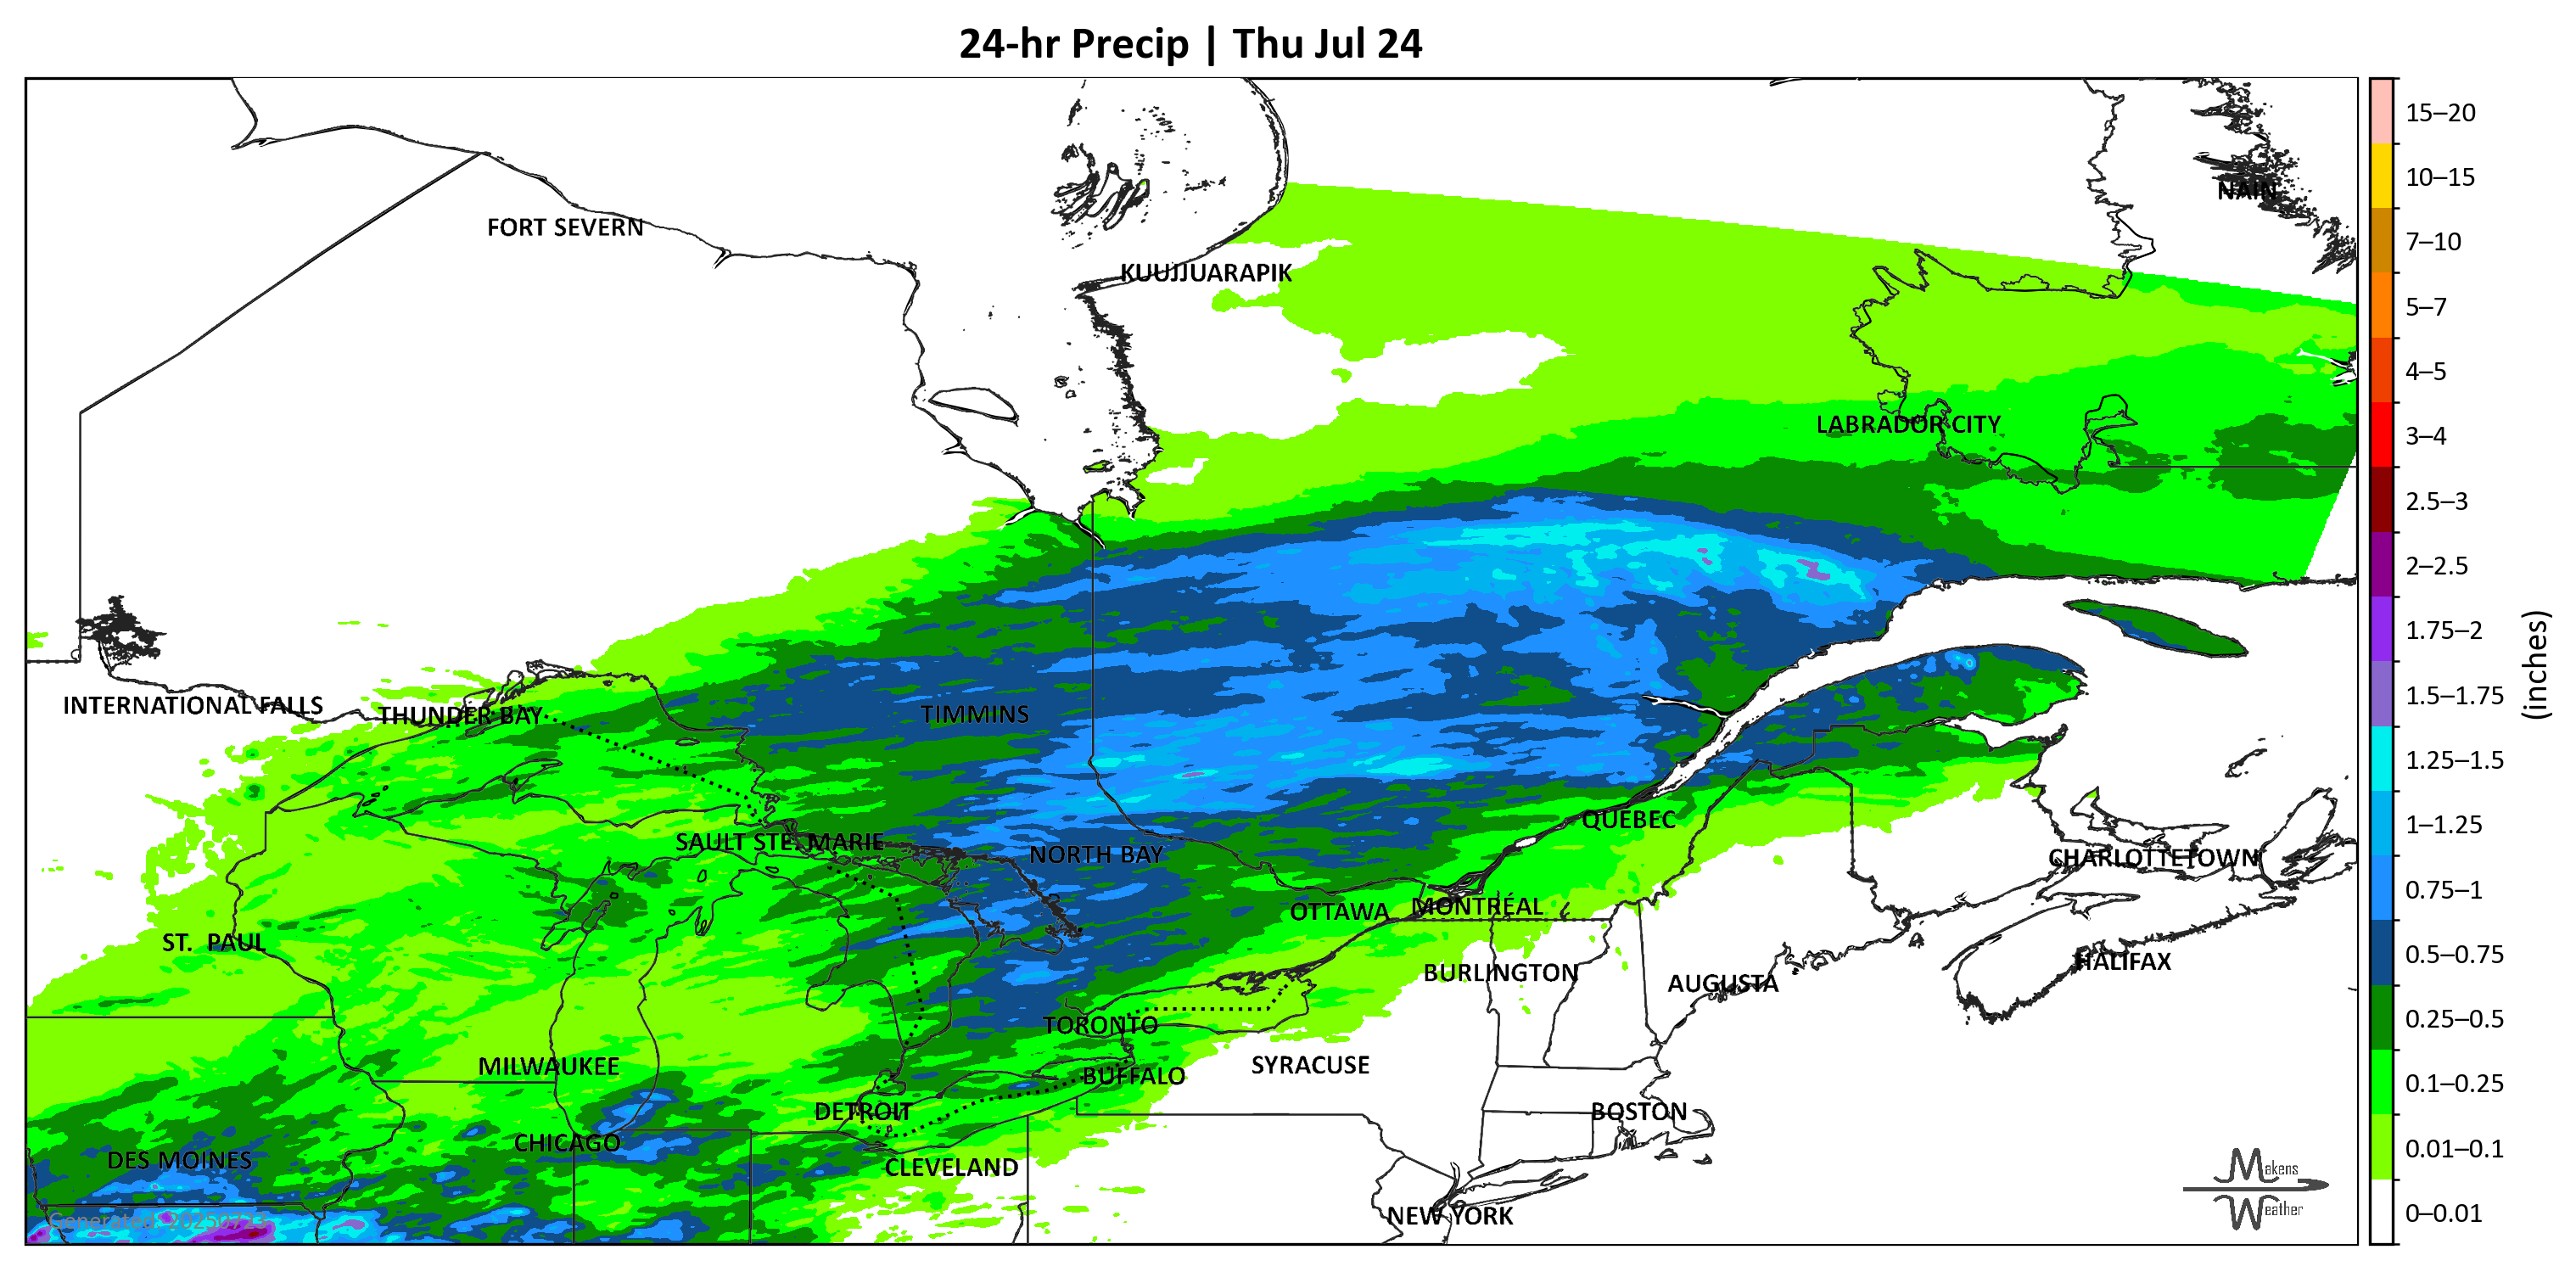 24-hr Precip | Thu Jul 24
NAIN
FORT SEVERN
KUUJJUARAPIK
LABRADOR CITY
INTERNATIONAL FALLS
THUNDER BAY
TIMMINS
SAULT STE. MARIE
NORTH BAY
QUEBEC
CHARLOTTETOWN
OTTAWA
MONTRÉAL
ST. PAUL
BURLINGTON
AUGUSTA
HALIFAX
TORONTO
MILWAUKEE
SYRACUSE
BUFFALO
DETROIT
BOSTON
CHICAGO
DES MOINES
CLEVELAND
NEW YORK
Generated: 20250723
Makens
Weather
15–20
10–15
7–10
5–7
4–5
3–4
2.5–3
2–2.5
1.75–2
1.5–1.75
1.25–1.5
1–1.25
0.75–1
0.5–0.75
0.25–0.5
0.1–0.25
0.01–0.1
0–0.01
(inches)